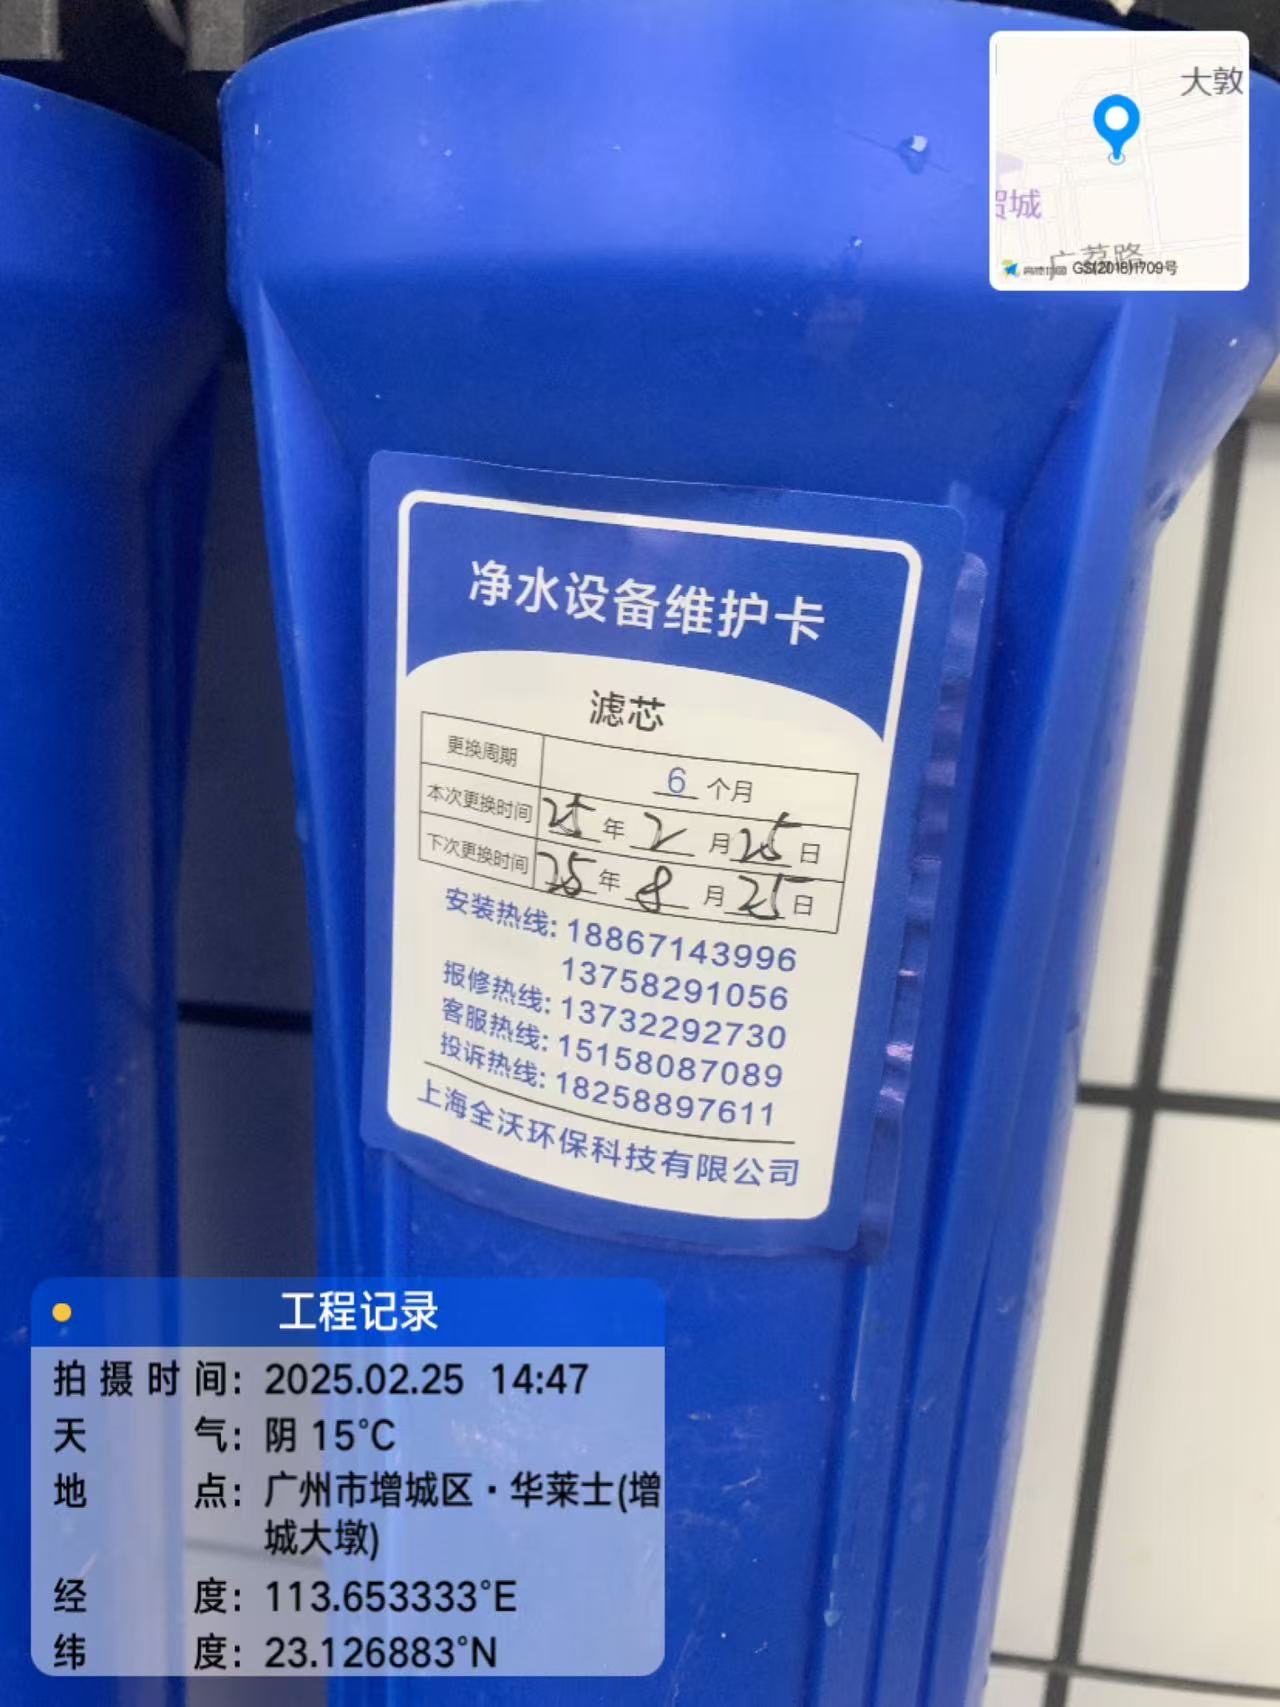 大敦
广荔路
GS(2018)1709号
净水设备维护卡
滤芯
更换周期 6 个月
本次更换时间 25 年 2 月 25 日
下次更换时间 25 年 8 月 25 日
安装热线: 18867143996
13758291056
报修热线: 13732292730
客服热线: 15158087089
投诉热线: 18258897611
上海全沃环保科技有限公司
工程记录
拍摄时间: 2025.02.25 14:47
天气: 阴 15°C
地点: 广州市增城区·华莱士(增
城大墩)
经度: 113.653333°E
纬度: 23.126883°N